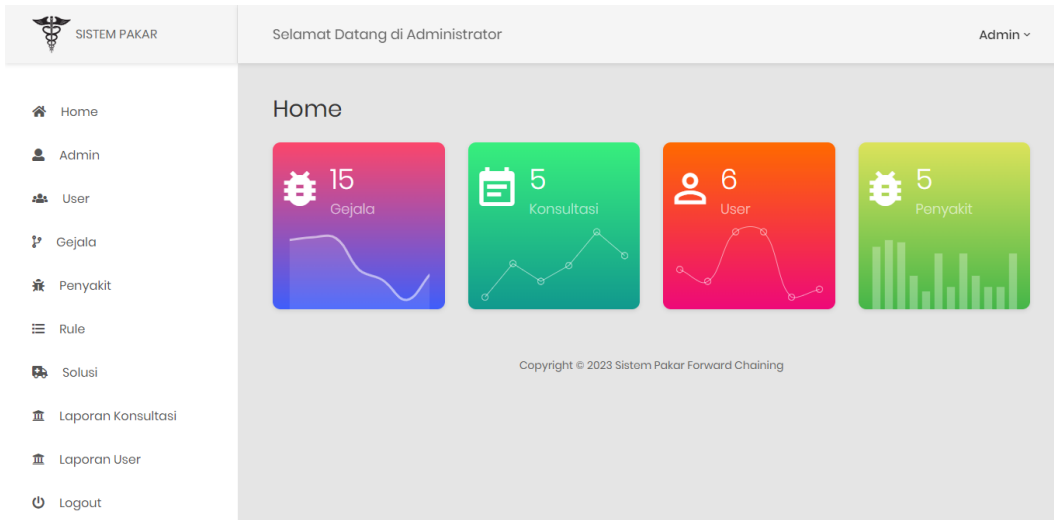 SISTEM PAKAR
Selamat Datang di Administrator
Admin
Home
Admin
User
Gejala
Penyakit
Rule
Solusi
Laporan Konsultasi
Laporan User
Logout
Home
15
Gejala
5
Konsultasi
6
User
5
Penyakit
Copyright © 2023 Sistem Pakar Forward Chaining